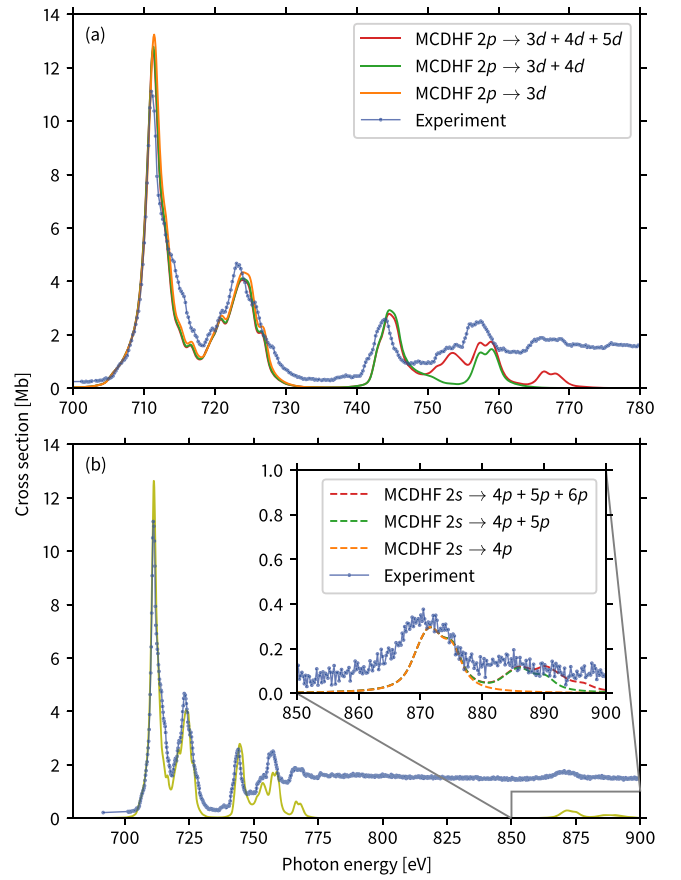 (a)
MCDHF 2p → 3d + 4d + 5d
MCDHF 2p → 3d + 4d
MCDHF 2p → 3d
Experiment
14
12
10
8
6
4
2
0
700 710 720 730 740 750 760 770 780
Cross section [Mb]
(b)
14
12
10
8
6
4
2
0
1.0
0.8
0.6
0.4
0.2
0.0
MCDHF 2s → 4p + 5p + 6p
MCDHF 2s → 4p + 5p
MCDHF 2s → 4p
Experiment
850 860 870 880 890 900
700 725 750 775 800 825 850 875 900
Photon energy [eV]